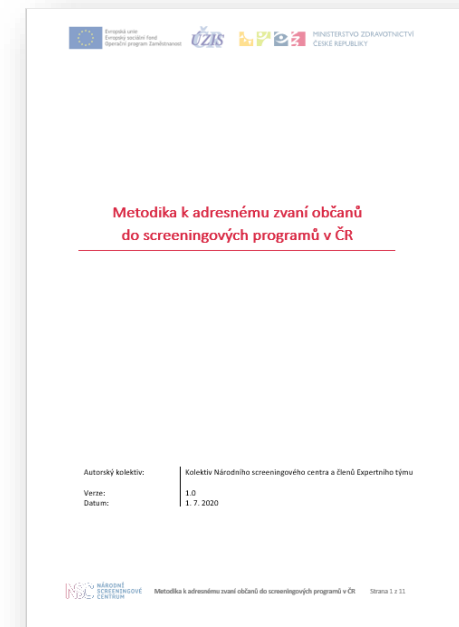 Evropská unie
Evropský sociální fond
Operační program Zaměstnanost
ÚZIS
MINISTERSTVO ZDRAVOTNICTVÍ
ČESKÉ REPUBLIKY
Metodika k adresnému zvaní občanů
do screeningových programů v ČR
Autorský kolektiv: Kolektiv Národního screeningového centra a členů Expertního týmu
Verze: 1.0
Datum: 1. 7. 2020
NSC NÁRODNÍ
SCREENINGOVÉ
CENTRUM
Metodika k adresnému zvaní občanů do screeningových programů v ČR Strana 1 z 31